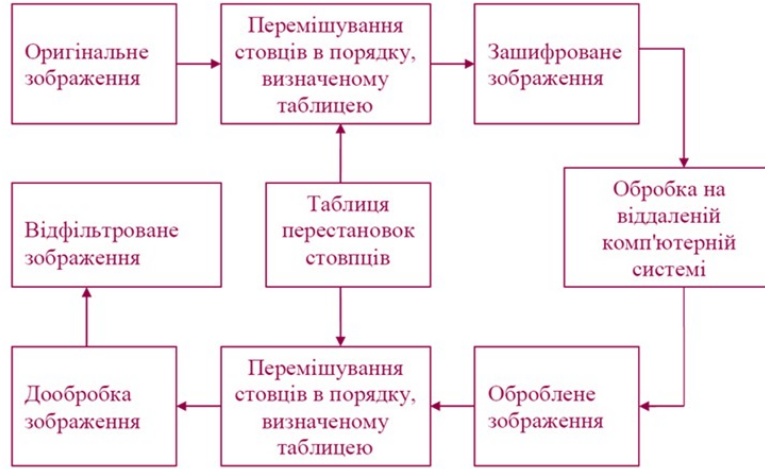 Оригінальне
зображення
Перемішування
стовців в порядку,
визначеному
таблицею
Зашифроване
зображення
Відфільтроване
зображення
Таблиця
перестановок
стовпців
Обробка на
віддаленій
комп'ютерній
системі
Дообробка
зображення
Перемішування
стовців в порядку,
визначеному
таблицею
Оброблене
зображення